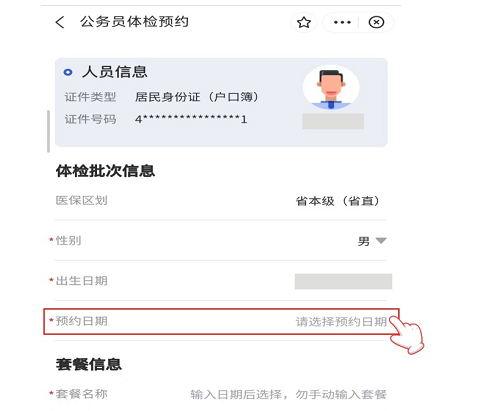 公务员体检预约
人员信息
证件类型 居民身份证（户口簿）
证件号码 4****************1
体检批次信息
医保区划 省本级（省直）
*性别 男
*出生日期
*预约日期 请选择预约日期
套餐信息
*套餐名称 输入日期后选择，勿手动输入套餐